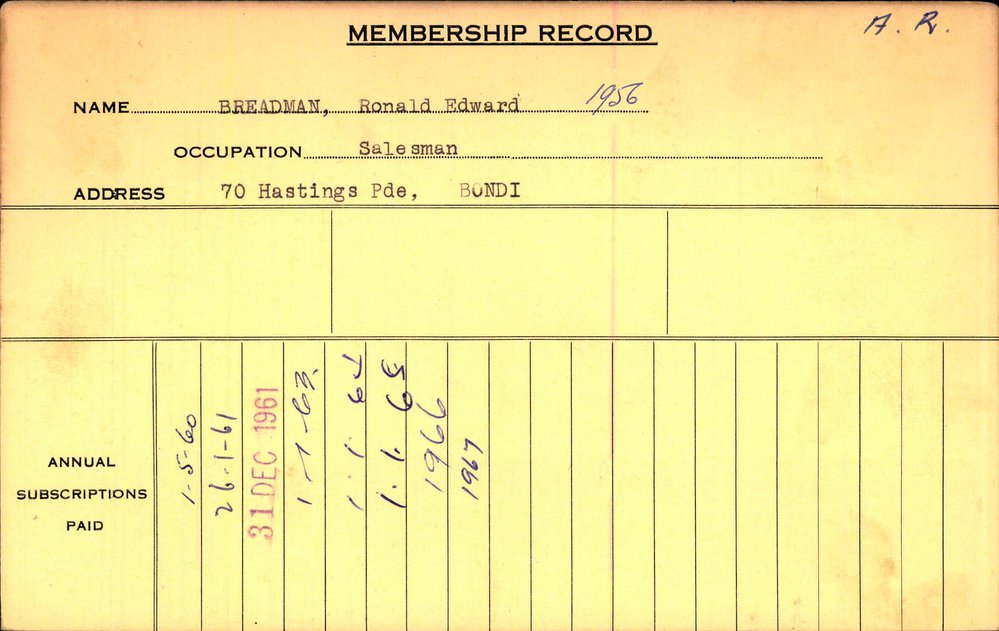 A. R.
MEMBERSHIP RECORD
NAME BREADMAN, Ronald Edward 1956
OCCUPATION Salesman
ADDRESS 70 Hastings Pde, BONDI
ANNUAL
SUBSCRIPTIONS
PAID
1-5-60
26-1-61
31 DEC 1961
1-1-63.
1.1.64
1.1.65
1966
1967